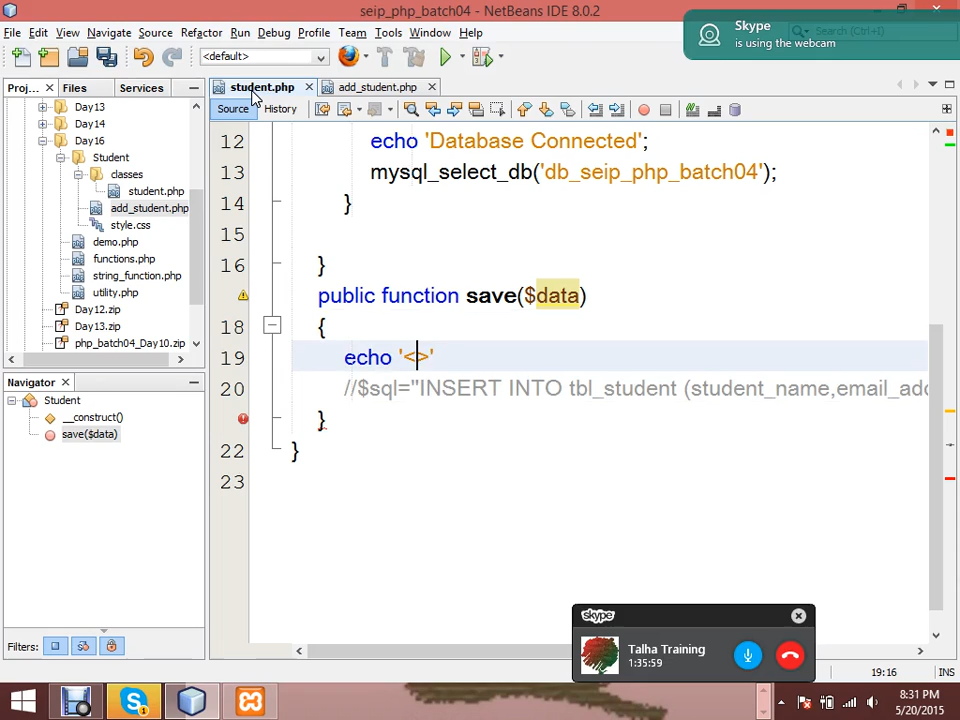 seip_php_batch04 - NetBeans IDE 8.0.2
File Edit View Navigate Source Refactor Run Debug Profile Team Tools Window Help
Search (Ctrl+I)
Skype
is using the webcam
<default>
Proj... Files Services
student.php
add_student.php
Source History
Day13
Day14
Day16
Student
classes
student.php
add_student.php
style.css
demo.php
functions.php
string_function.php
utility.php
Day12.zip
Day13.zip
php_batch04_Day10.zip
Navigator
Student
__construct()
save($data)
Filters:
12 echo 'Database Connected';
13 mysql_select_db('db_seip_php_batch04');
14 }
15
16 }
public function save($data)
18 {
19 echo '<>'
20 //$sql="INSERT INTO tbl_student (student_name,email_add
}
22 }
23
skype
Talha Training
1:35:59
19:16 INS
8:31 PM
5/20/2015